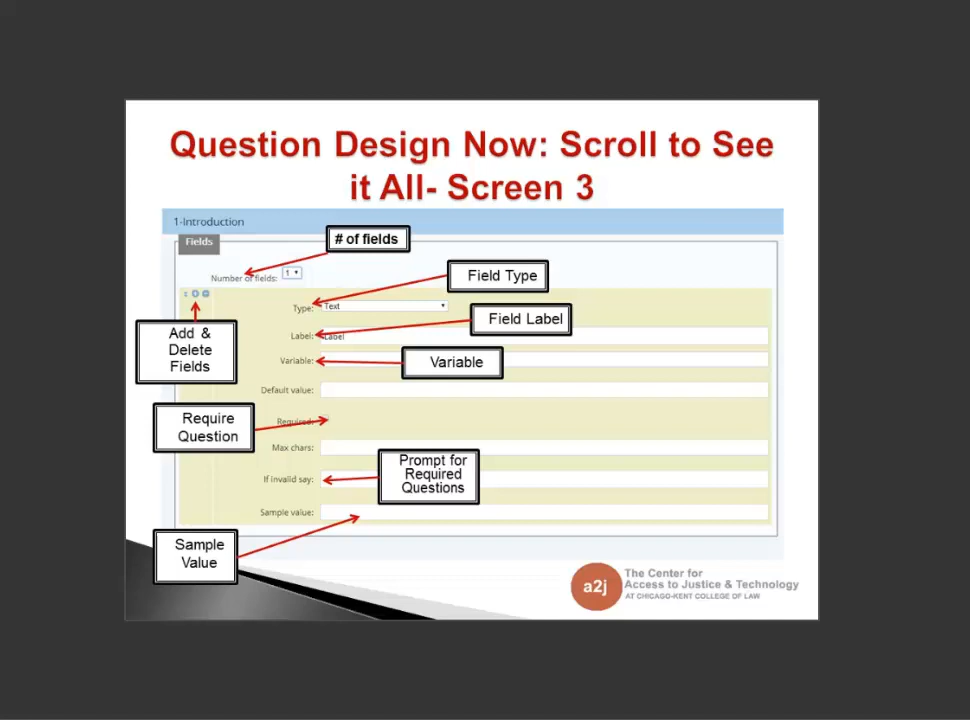 Question Design Now: Scroll to See
it All- Screen 3
1-Introduction
Fields
# of fields
Number of fields: 1
Field Type
Type: Text
Field Label
Add &
Delete
Fields
Label: Label
Variable:
Variable
Default value:
Require
Question
Required:
Max chars:
Prompt for
Required
Questions
If Invalid say:
Sample value:
Sample
Value
a2j
The Center for
Access to Justice & Technology
AT CHICAGO-KENT COLLEGE OF LAW